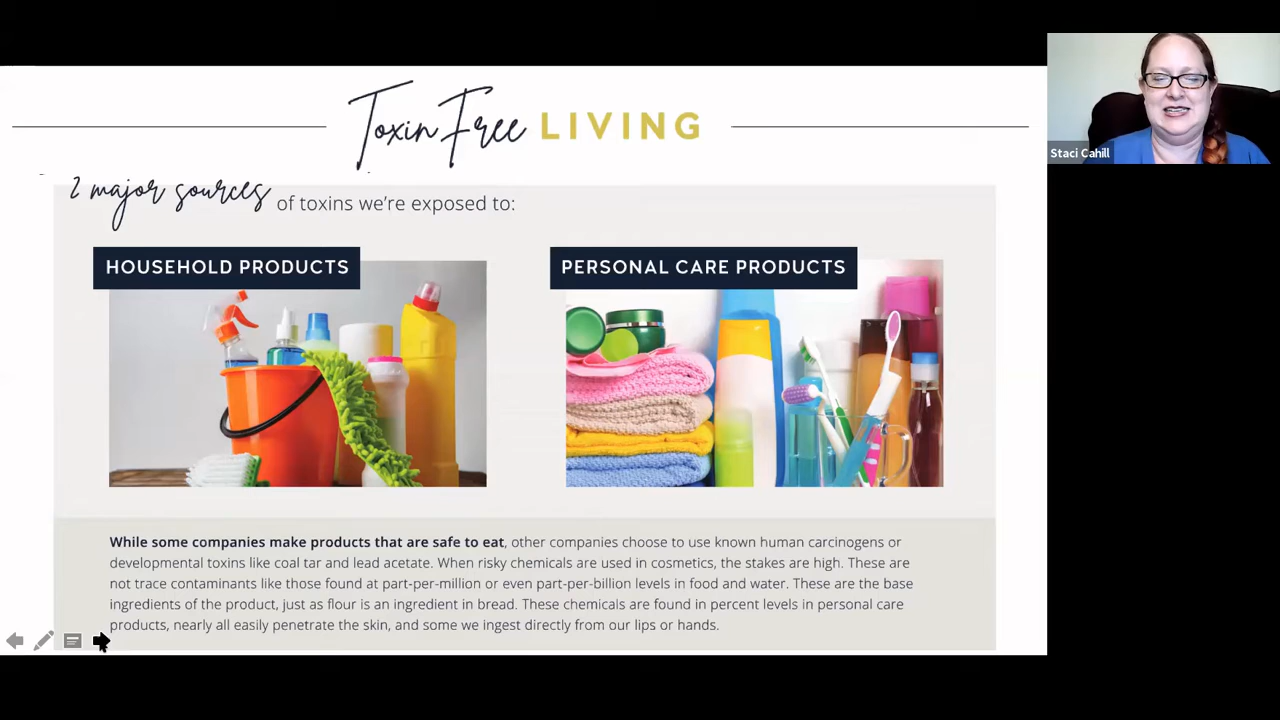 Toxin Free LIVING
2 major sources of toxins we're exposed to:
HOUSEHOLD PRODUCTS
PERSONAL CARE PRODUCTS
While some companies make products that are safe to eat, other companies choose to use known human carcinogens or
developmental toxins like coal tar and lead acetate. When risky chemicals are used in cosmetics, the stakes are high. These are
not trace contaminants like those found at part-per-million or even part-per-billion levels in food and water. These are the base
ingredients of the product, just as flour is an ingredient in bread. These chemicals are found in percent levels in personal care
products, nearly all easily penetrate the skin, and some we ingest directly from our lips or hands.
Staci Cahill